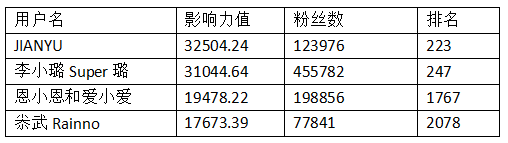 用户名 影响力值 粉丝数 排名
JIANYU 32504.24 123976 223
李小璐 Super 璐 31044.64 455782 247
恩小恩和爱小爱 19478.22 198856 1767
尜武 Rainno 17673.39 77841 2078